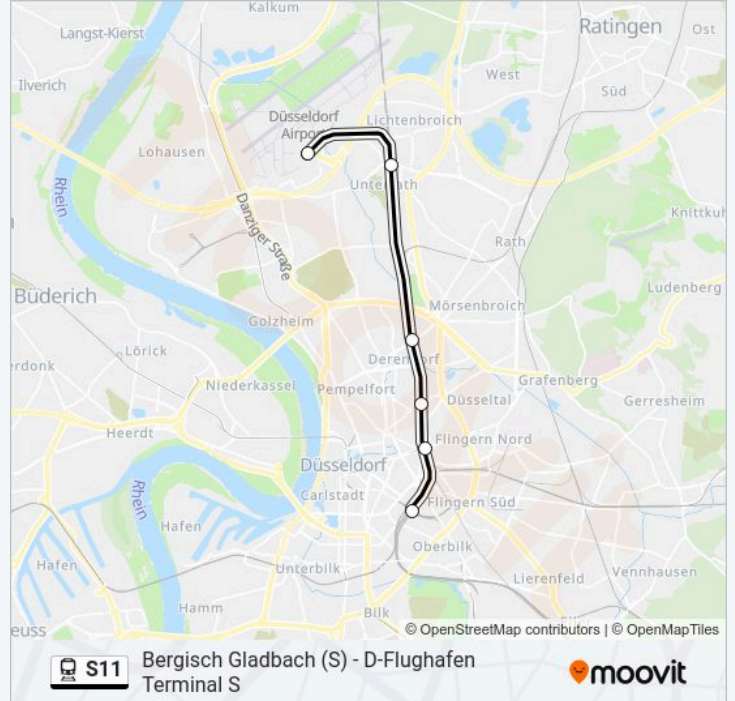 Kalkum
Langst-Kierst
Ratingen
Ost
West
Ilverich
Süd
Düsseldorf
Airport
Lichtenbroich
Lohausen
Unterrath
Rhein
Danziger Straße
Knittkuh
Rath
Büderich
Ludenberg
Mörsenbroich
Golzheim
Lörick
erdonk
Derendorf
Niederkassel
Pempelfort
Grafenberg
Düsseltal
Gerresheim
Heerdt
Flingern Nord
Düsseldorf
Carlstadt
Rhein
Flingern Süd
Hafen
Oberbilk
Hafen
Unterbilk
Vennhausen
Lierenfeld
Hamm
Bilk
euss
© OpenStreetMap contributors | © OpenMapTiles
S11
Bergisch Gladbach (S) - D-Flughafen
Terminal S
moovit